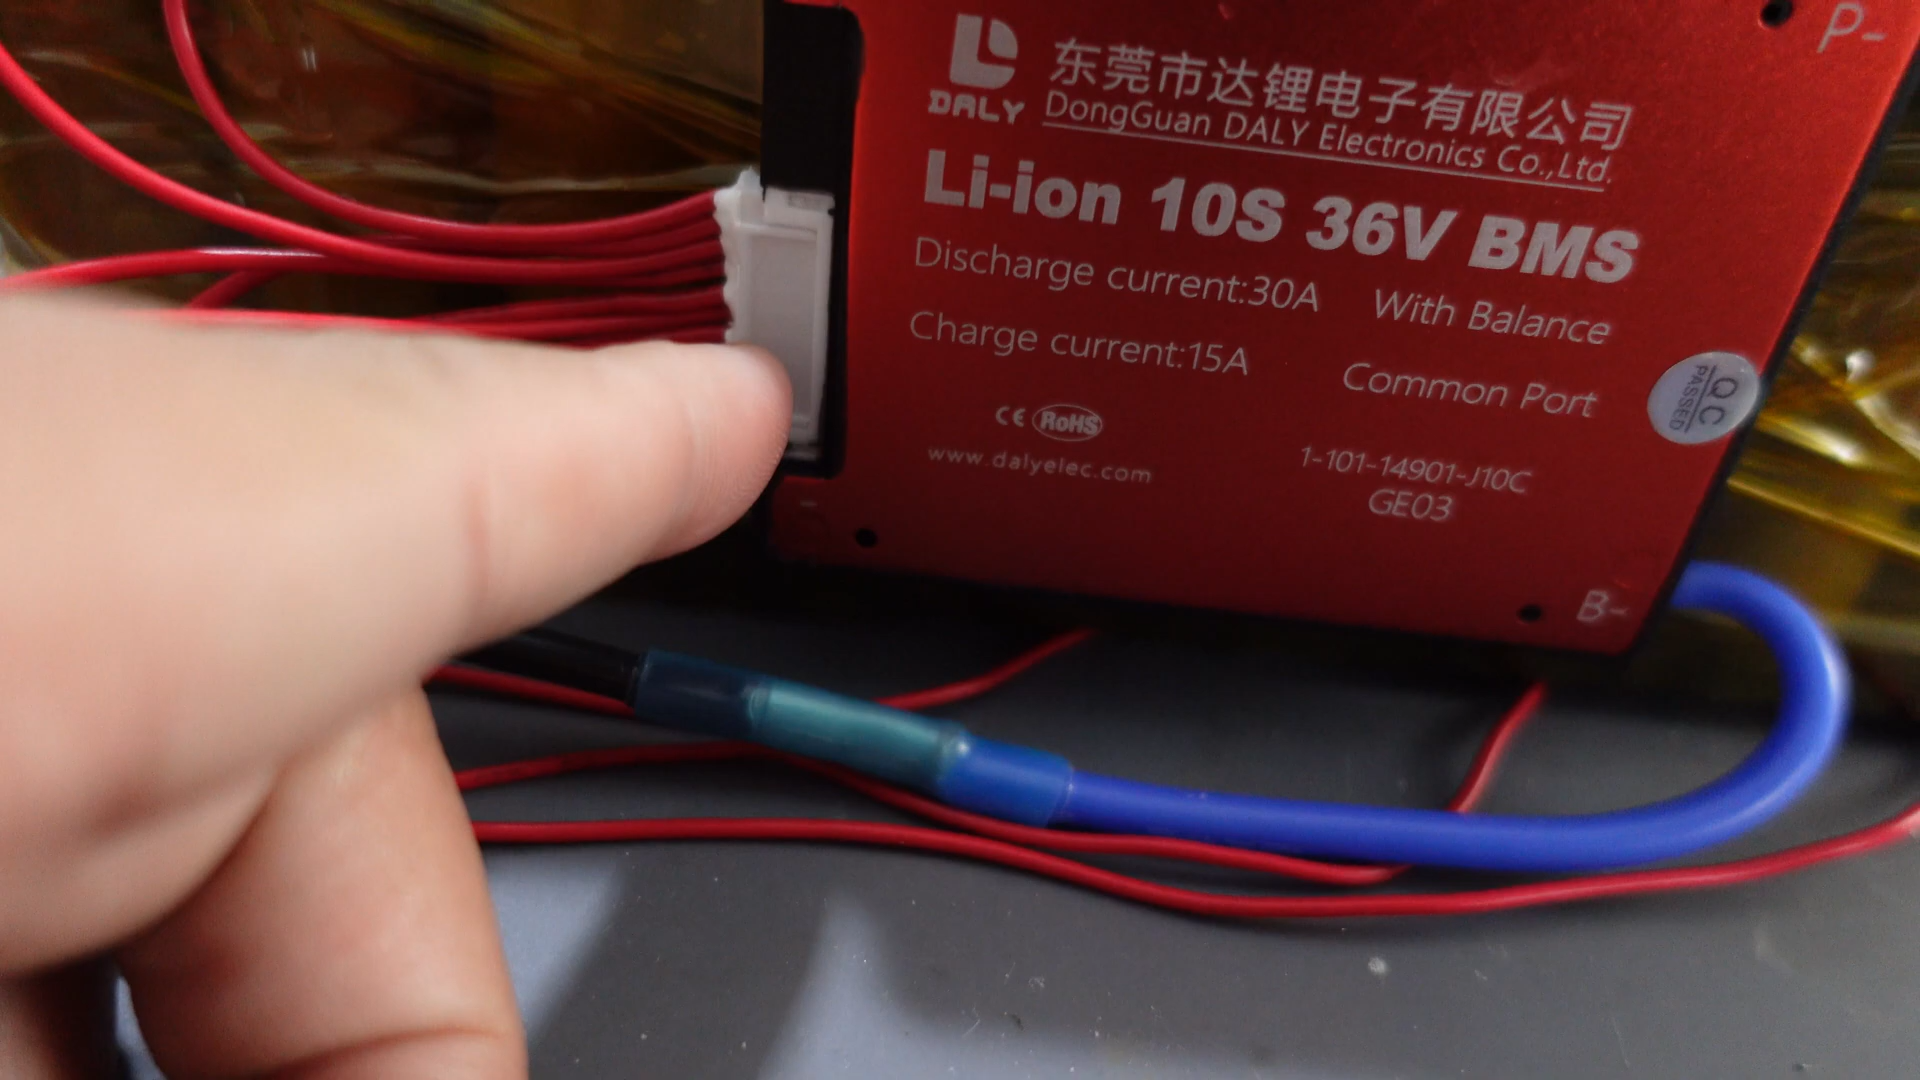 DALY
东莞市达锂电子有限公司
DongGuan DALY Electronics Co.,Ltd.
P-
Li-ion 10S 36V BMS
Discharge current:30A
With Balance
Charge current:15A
Common Port
QC
PASSED
CE RoHS
www.dalyelec.com
1-101-14901-J10C
GE03
B-